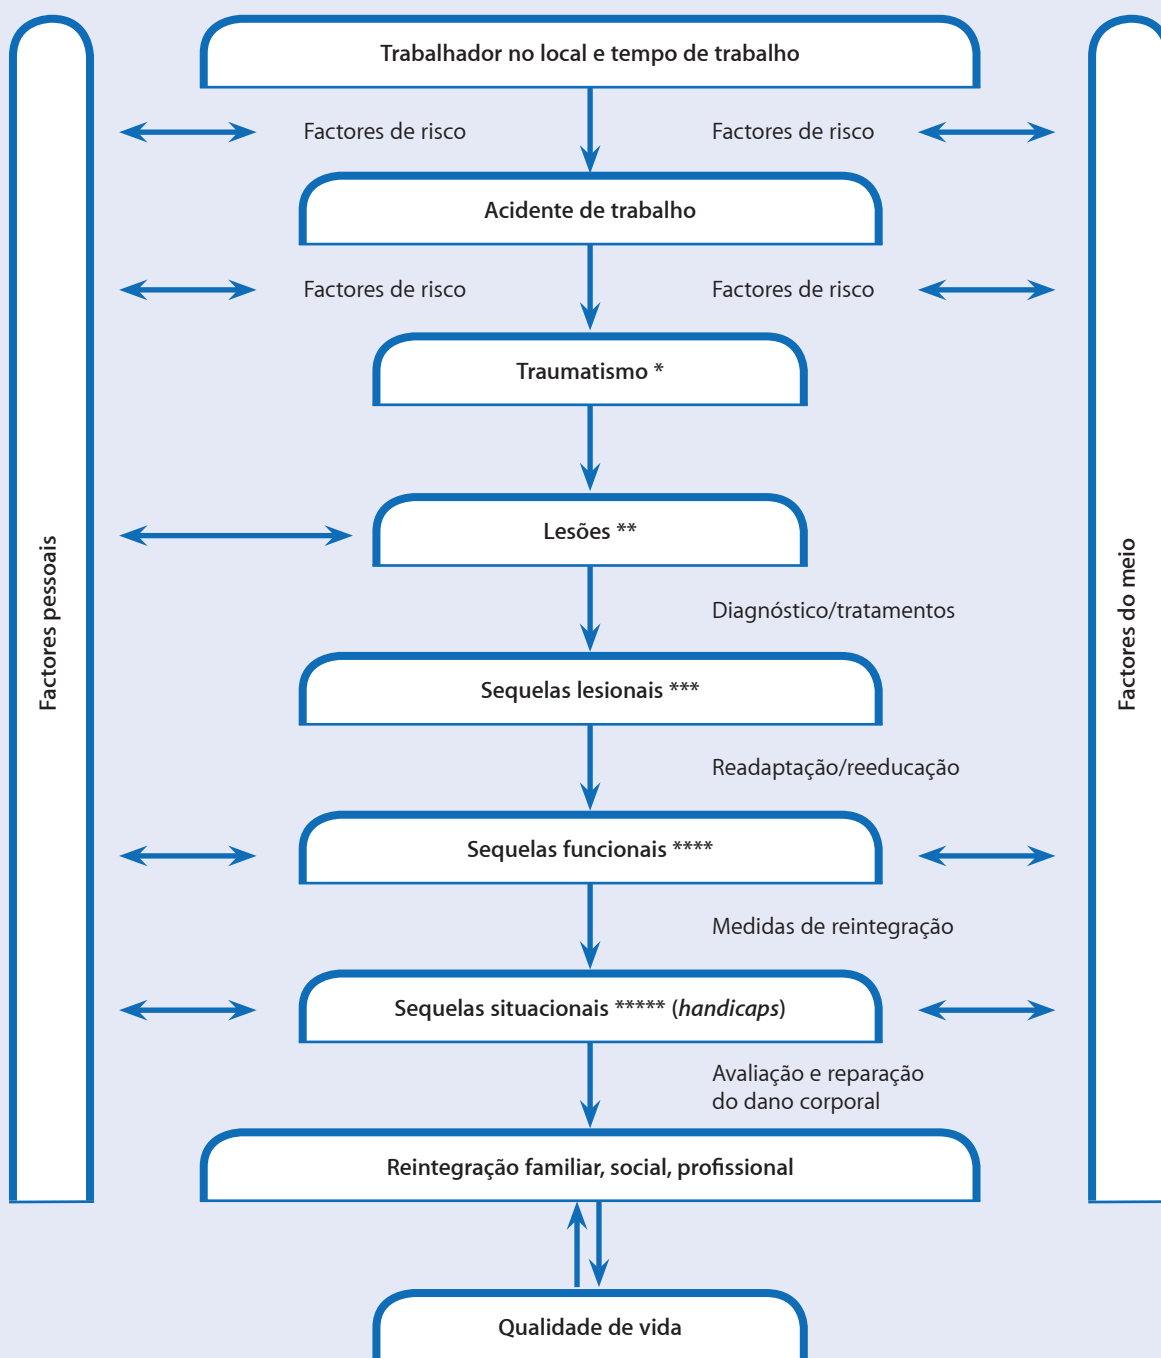 Trabalhador no local e tempo de trabalho
Factores de risco
Factores de risco
Acidente de trabalho
Factores de risco
Factores de risco
Traumatismo *
Lesões **
Factores pessoais
Factores do meio
Diagnóstico/tratamentos
Sequelas lesionais ***
Readaptação/reeducação
Sequelas funcionais ****
Medidas de reintegração
Sequelas situacionais ***** (handicaps)
Avaliação e reparação
do dano corporal
Reintegração familiar, social, profissional
Qualidade de vida